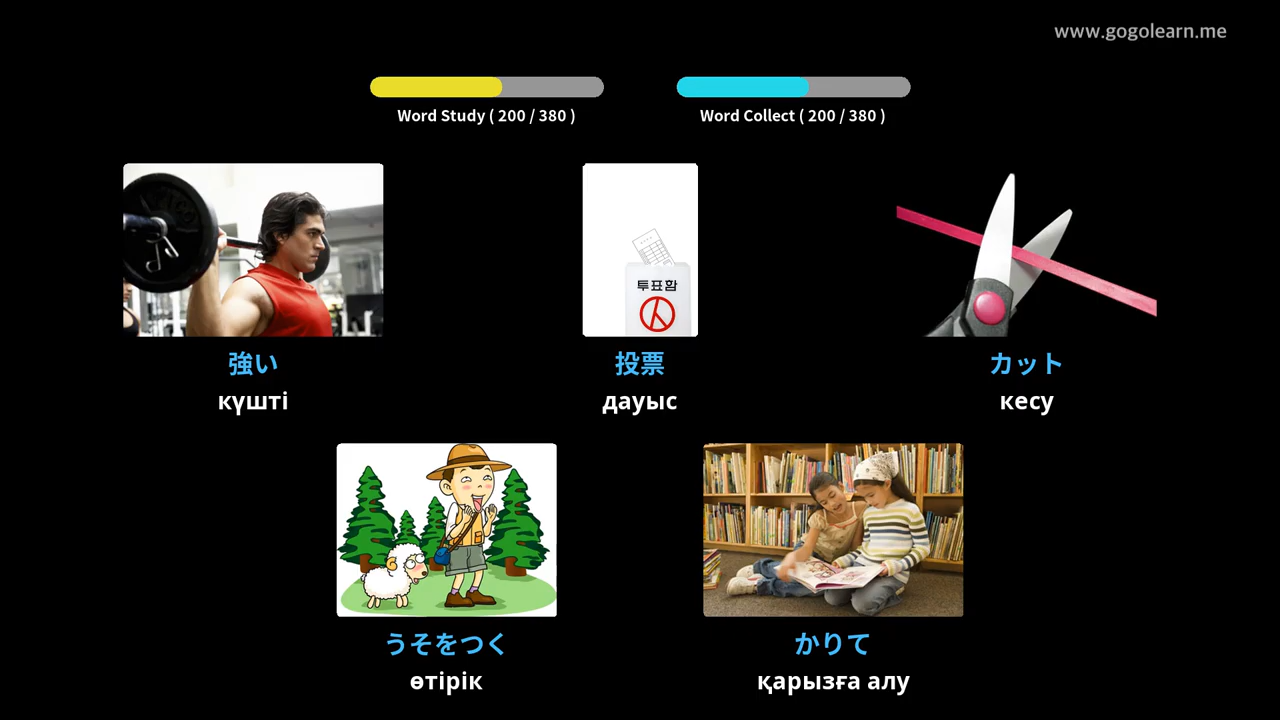 www.gogolearn.me
Word Study ( 200 / 380 )
Word Collect ( 200 / 380 )
투표함
強い
күшті
投票
дауыс
カット
кесу
うそをつく
өтірік
かりて
қарызға алу